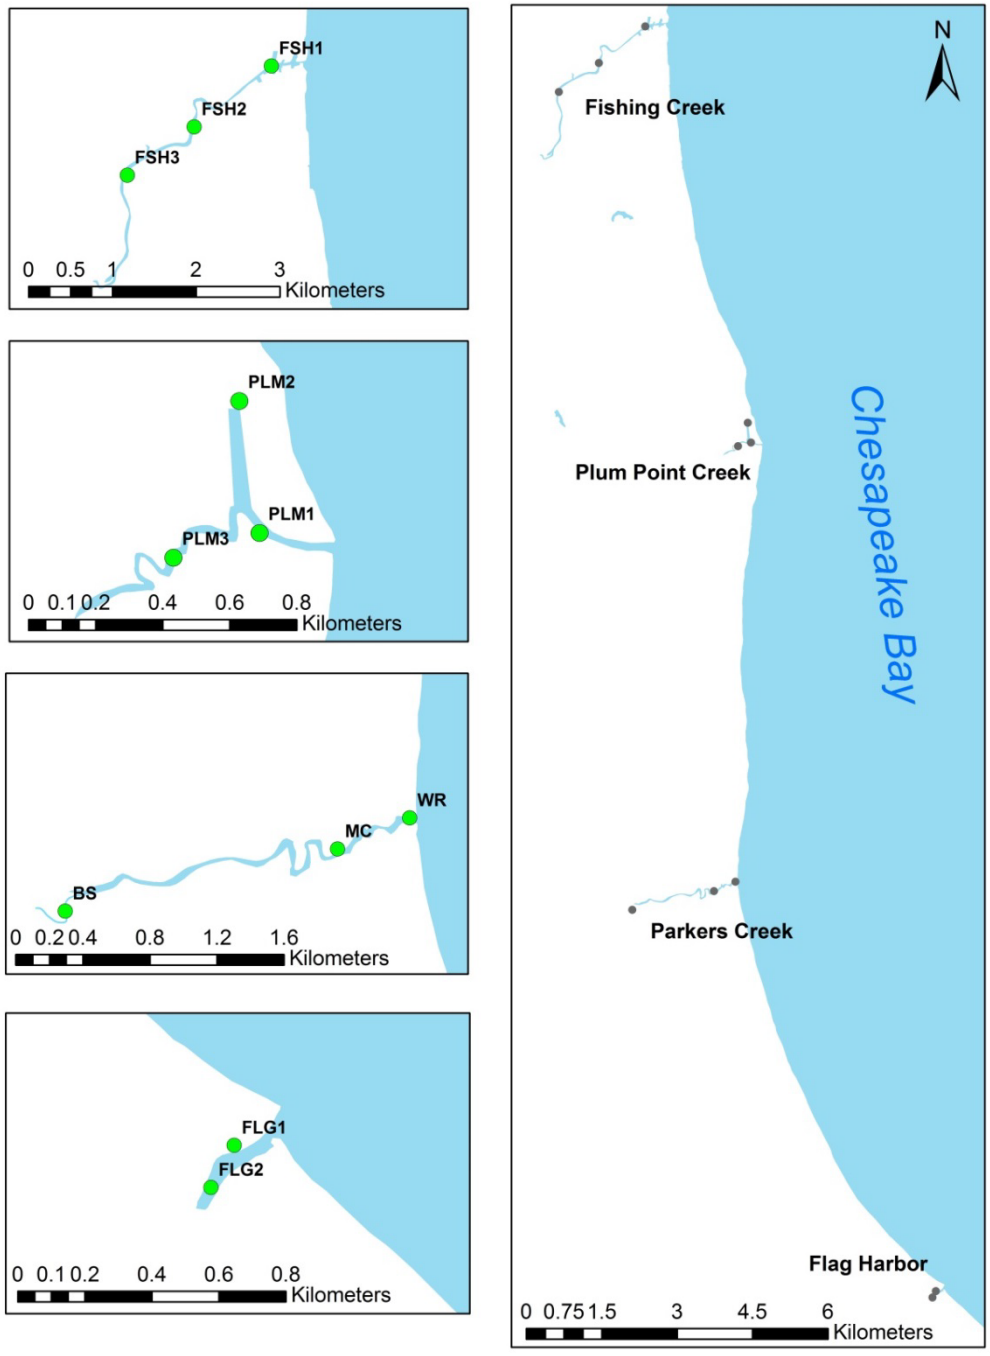 FSH1
FSH2
FSH3
0 0.5 1 2 3
Kilometers
PLM2
PLM1
PLM3
0 0.1 0.2 0.4 0.6 0.8
Kilometers
WR
MC
BS
0 0.2 0.4 0.8 1.2 1.6
Kilometers
FLG1
FLG2
0 0.1 0.2 0.4 0.6 0.8
Kilometers
N
Fishing Creek
Chesapeake Bay
Plum Point Creek
Parkers Creek
Flag Harbor
0 0.75 1.5 3 4.5 6
Kilometers